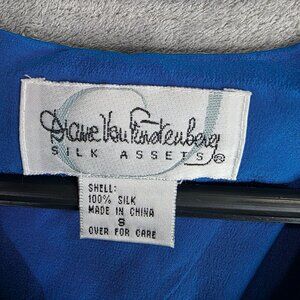 Diane Von Furstenberg
SILK ASSETS®
SHELL:
100% SILK
MADE IN CHINA
S
OVER FOR CARE